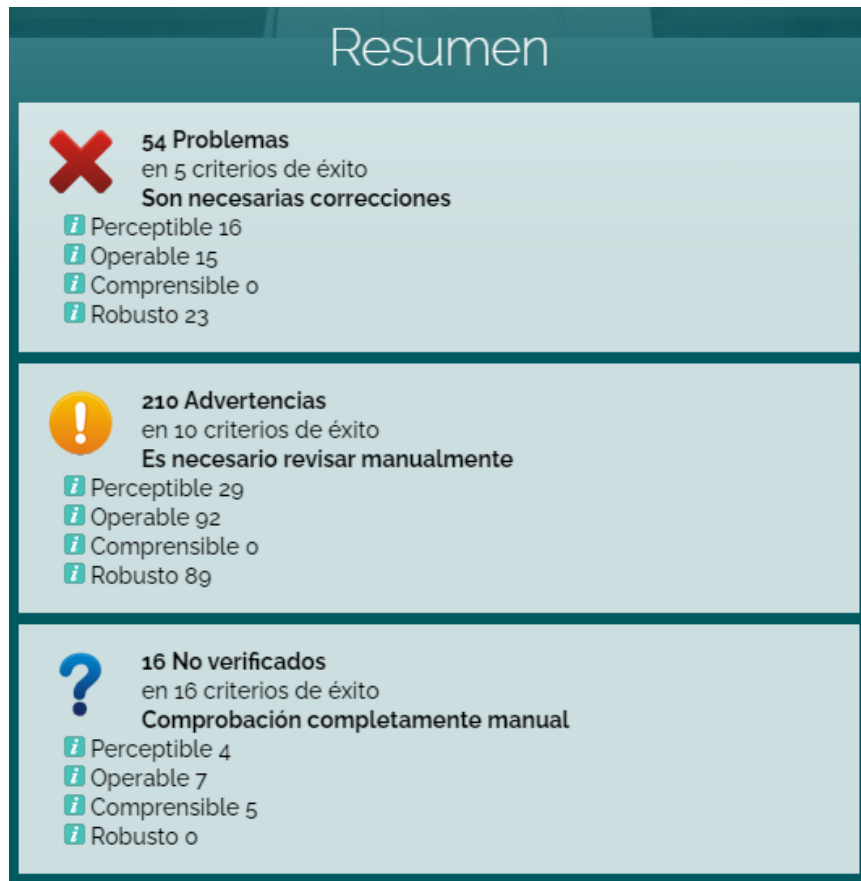 Resumen
54 Problemas
en 5 criterios de éxito
Son necesarias correcciones
i Perceptible 16
i Operable 15
i Comprensible 0
i Robusto 23
210 Advertencias
en 10 criterios de éxito
Es necesario revisar manualmente
i Perceptible 29
i Operable 92
i Comprensible 0
i Robusto 89
16 No verificados
en 16 criterios de éxito
Comprobación completamente manual
i Perceptible 4
i Operable 7
i Comprensible 5
i Robusto 0